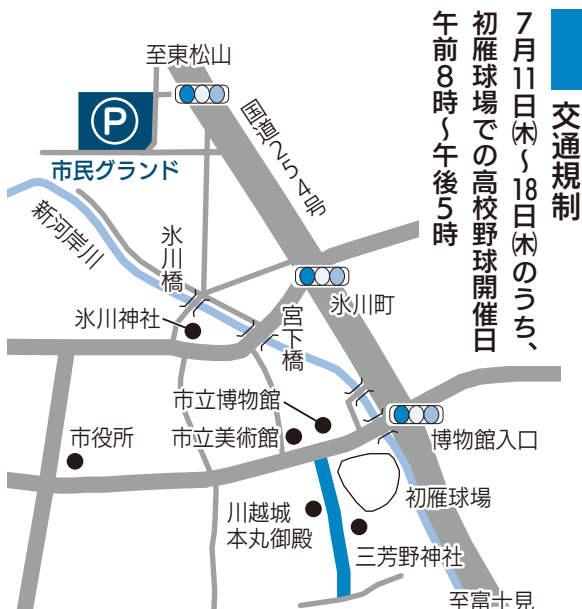 交通規制
7月11日㈭～18日㈭のうち、
初雁球場での高校野球開催日
午前8時～午後5時
至東松山
P
市民グランド
国道254号
新河岸川
氷川橋
氷川神社
宮下橋
氷川町
市立博物館
市立美術館
市役所
博物館入口
初雁球場
川越城
本丸御殿
三芳野神社
至富士見